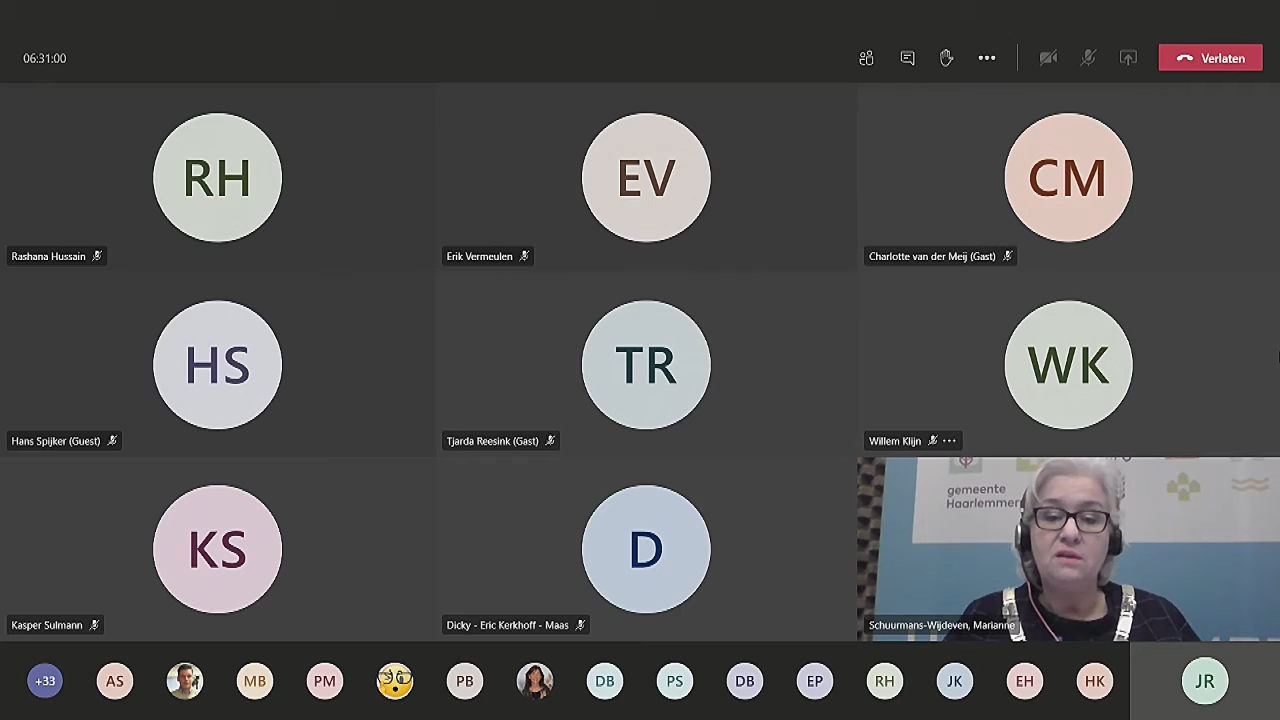 06:31:00
Verlaten
RH
EV
CM
Rashana Hussain
Erik Vermeulen
Charlotte van der Meij (Gast)
HS
TR
WK
Hans Spijker (Guest)
Tjarda Reesink (Gast)
Willem Klijn
gemeente
Haarlemmer
KS
D
Kasper Sulmann
Dicky - Eric Kerkhoff - Maas
Schuurmans-Wijdeven, Marianne
+33
AS
MB
PM
PB
DB
PS
DB
EP
RH
JK
EH
HK
JR